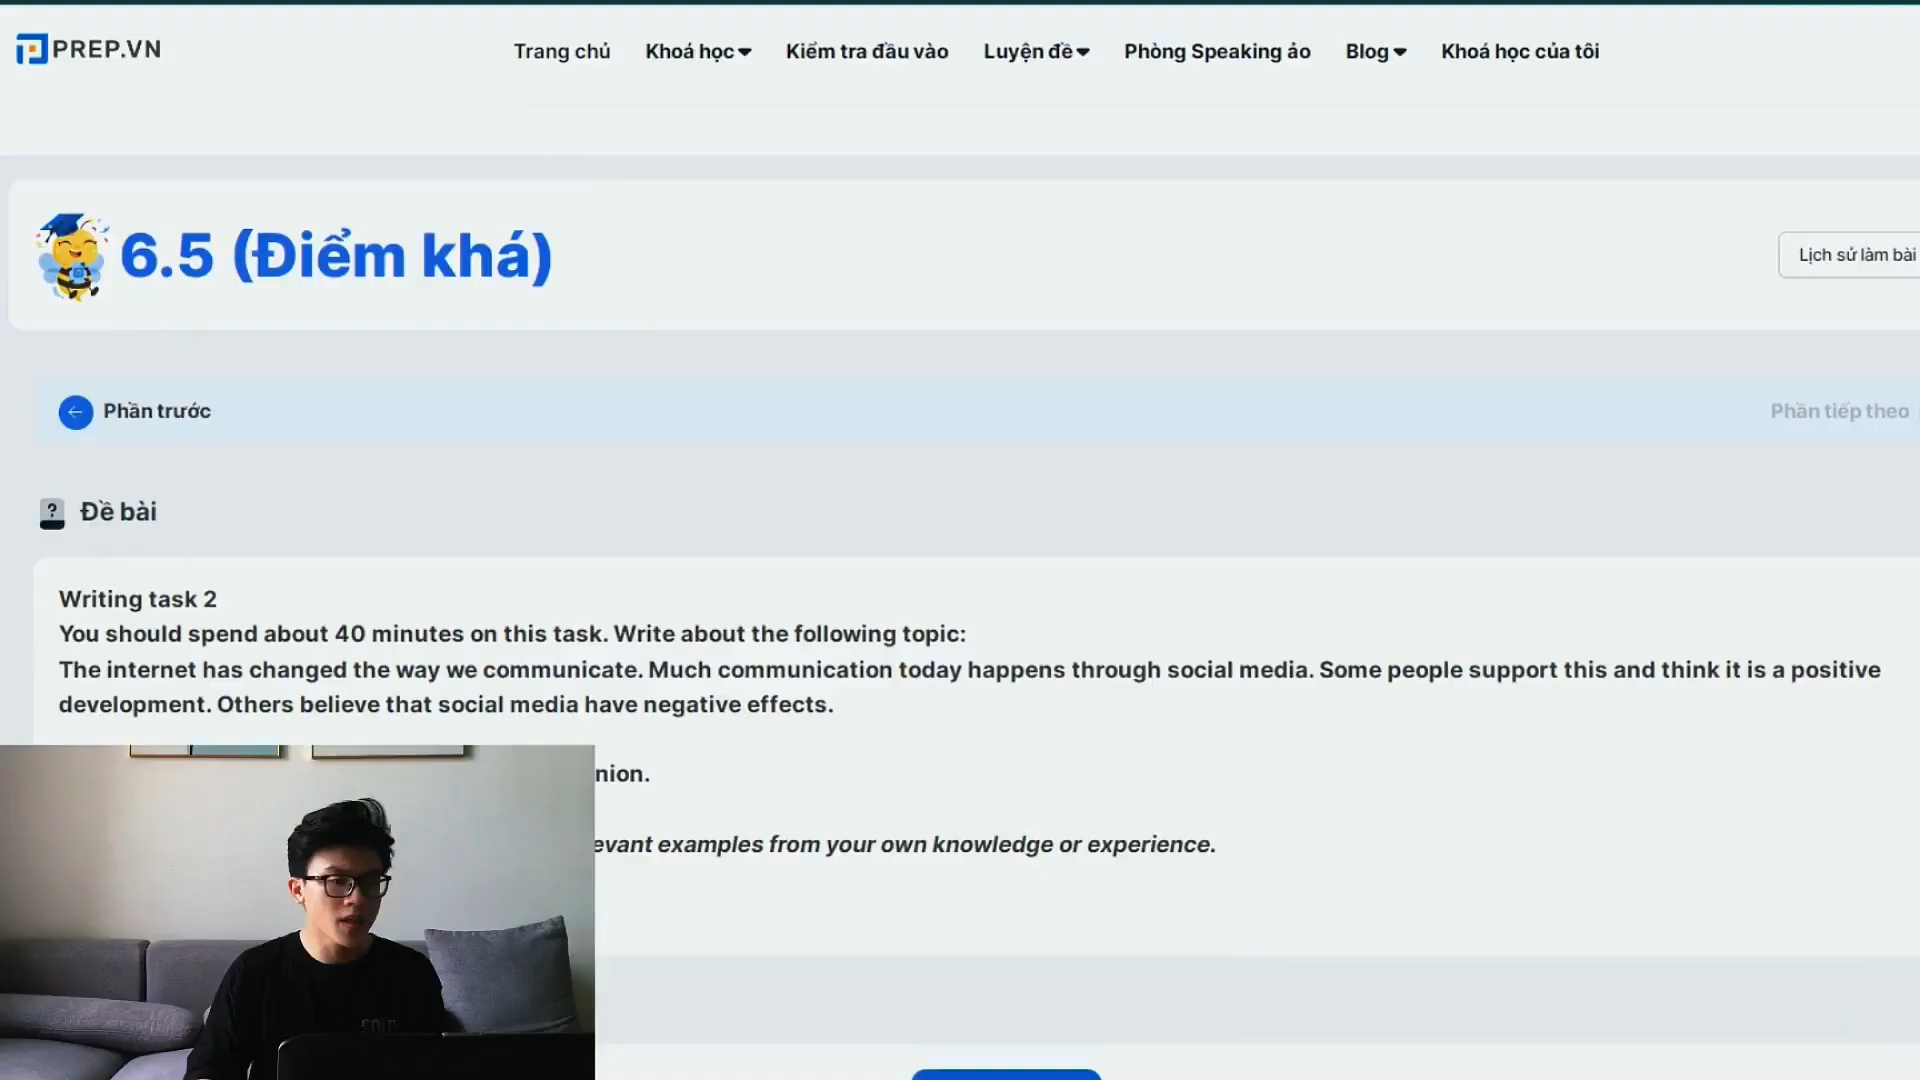 PREP.VN
Trang chủ Khoá học Kiểm tra đầu vào Luyện đề Phòng Speaking ảo Blog Khoá học của tôi
6.5 (Điểm khá)
Lịch sử làm bài
Phần trước
Phần tiếp theo
? Đề bài
Writing task 2
You should spend about 40 minutes on this task. Write about the following topic:
The internet has changed the way we communicate. Much communication today happens through social media. Some people support this and think it is a positive
development. Others believe that social media have negative effects.
nion.
evant examples from your own knowledge or experience.